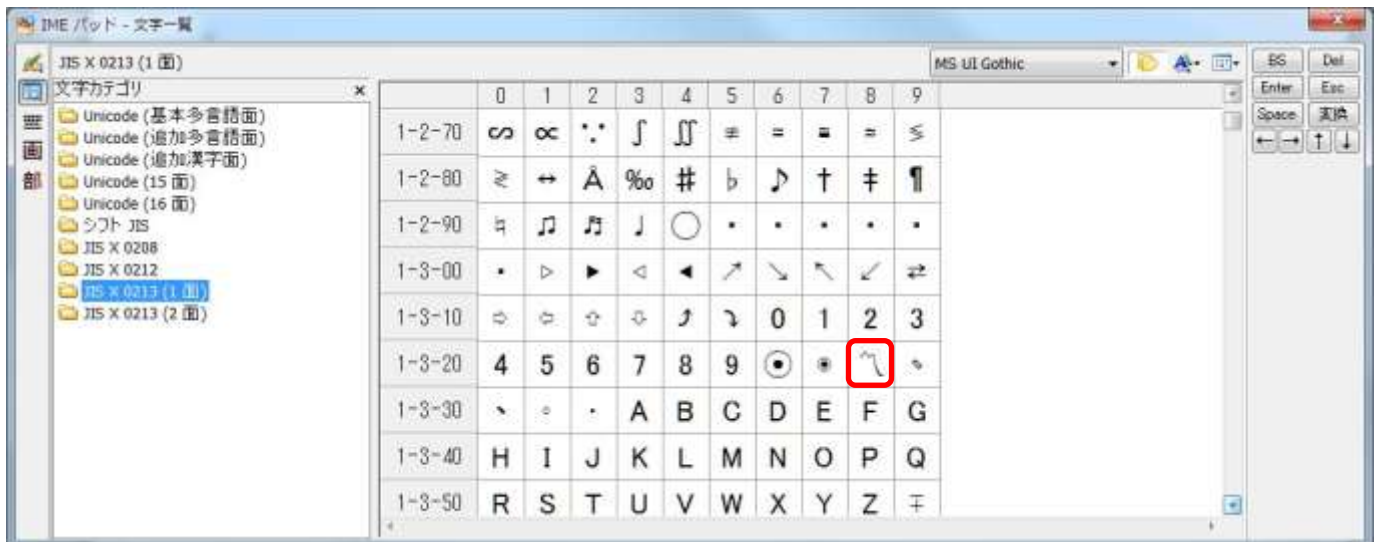 IME パッド - 文字一覧
JIS X 0213 (1 面)
MS UI Gothic
BS Del
文字カテゴリ
Enter Esc
Unicode (基本多言語面)
Space 変換
Unicode (追加多言語面)
← → ↑ ↓
画
Unicode (追加漢字面)
部
Unicode (15 面)
Unicode (16 面)
シフト JIS
JIS X 0208
JIS X 0212
JIS X 0213 (1 面)
JIS X 0213 (2 面)
0 1 2 3 4 5 6 7 8 9
1-2-70 ∽ ∝ ∵ ∫ ∬ ≢ ≶
1-2-80 ≷ ↔ Å ‰ ♯ ♭ ♪ † ‡ ¶
1-2-90 ♮ ♫ ♬ ♩ ◯ ・ ・ ・ ・ ・
1-3-00 ・ ▷ ▶ ◁ ◀ ↗ ↘ ↖ ↙ ⇄
1-3-10 ⇨ ⇦ ⇧ ⇩ ⤴ ⤵ 0 1 2 3
1-3-20 4 5 6 7 8 9 ⦿ ◉ 〽
1-3-30 ◦ • A B C D E F G
1-3-40 H I J K L M N O P Q
1-3-50 R S T U V W X Y Z ∓